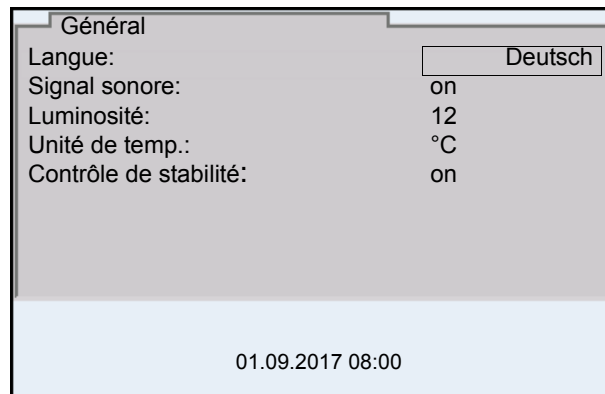 Général
Langue: Deutsch
Signal sonore: on
Luminosité: 12
Unité de temp.: °C
Contrôle de stabilité: on
01.09.2017 08:00